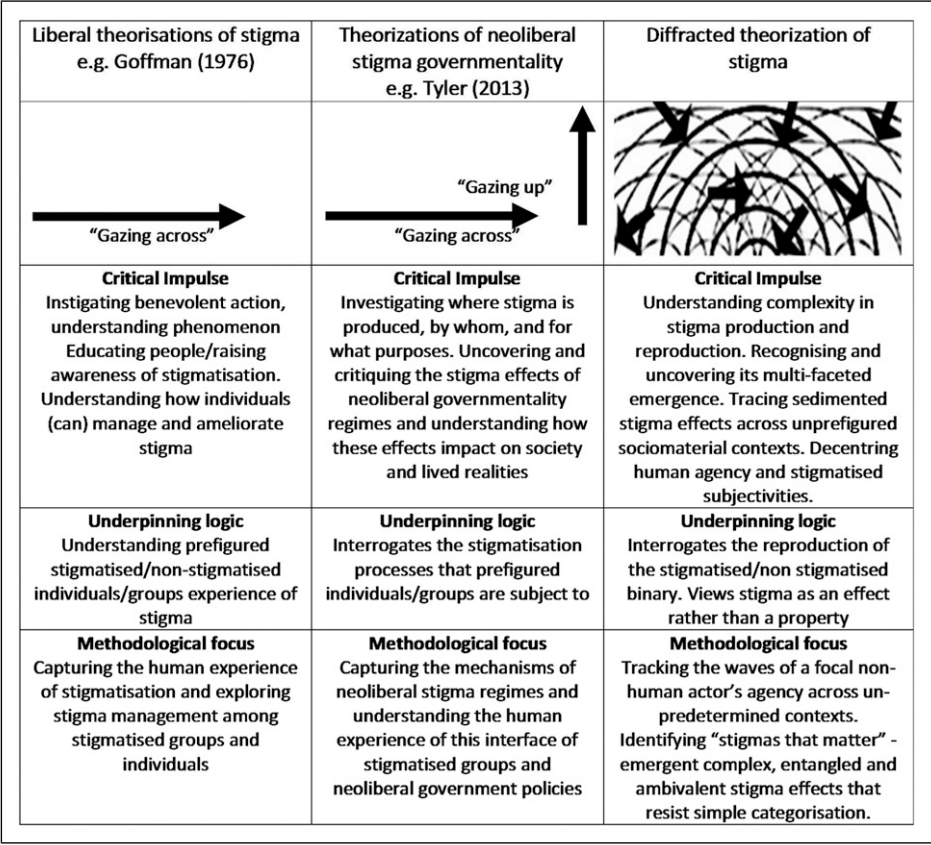 Liberal theorisations of stigma
e.g. Goffman (1976)
Theorizations of neoliberal
stigma governmentality
e.g. Tyler (2013)
Diffracted theorization of
stigma
“Gazing across”
“Gazing up”
“Gazing across”
Critical Impulse
Instigating benevolent action,
understanding phenomenon
Educating people/raising
awareness of stigmatisation.
Understanding how individuals
(can) manage and ameliorate
stigma
Critical Impulse
Investigating where stigma is
produced, by whom, and for
what purposes. Uncovering and
critiquing the stigma effects of
neoliberal governmentality
regimes and understanding how
these effects impact on society
and lived realities
Critical Impulse
Understanding complexity in
stigma production and
reproduction. Recognising and
uncovering its multi-faceted
emergence. Tracing sedimented
stigma effects across unprefigured
sociomaterial contexts. Decentring
human agency and stigmatised
subjectivities.
Underpinning logic
Understanding prefigured
stigmatised/non-stigmatised
individuals/groups experience of
stigma
Underpinning logic
Interrogates the stigmatisation
processes that prefigured
individuals/groups are subject to
Underpinning logic
Interrogates the reproduction of
the stigmatised/non stigmatised
binary. Views stigma as an effect
rather than a property
Methodological focus
Capturing the human experience
of stigmatisation and exploring
stigma management among
stigmatised groups and
individuals
Methodological focus
Capturing the mechanisms of
neoliberal stigma regimes and
understanding the human
experience of this interface of
stigmatised groups and
neoliberal government policies
Methodological focus
Tracking the waves of a focal non-
human actor’s agency across un-
predetermined contexts.
Identifying “stigmas that matter” -
emergent complex, entangled and
ambivalent stigma effects that
resist simple categorisation.